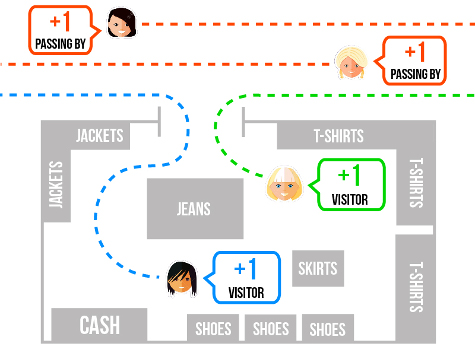 +1
PASSING BY
+1
PASSING BY
JACKETS
T-SHIRTS
JACKETS
T-SHIRTS
+1
VISITOR
JEANS
+1
VISITOR
SKIRTS
T-SHIRTS
CASH
SHOES
SHOES
SHOES